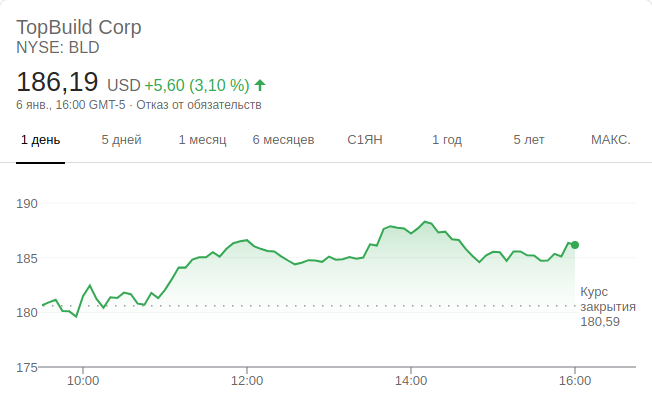 TopBuild Corp
NYSE: BLD
186,19 USD +5,60 (3,10 %)
6 янв., 16:00 GMT-5 · Отказ от обязательств
1 день 5 дней 1 месяц 6 месяцев С1ЯН 1 год 5 лет МАКС.
190
185
180
175
Курс
закрытия
180,59
10:00 12:00 14:00 16:00